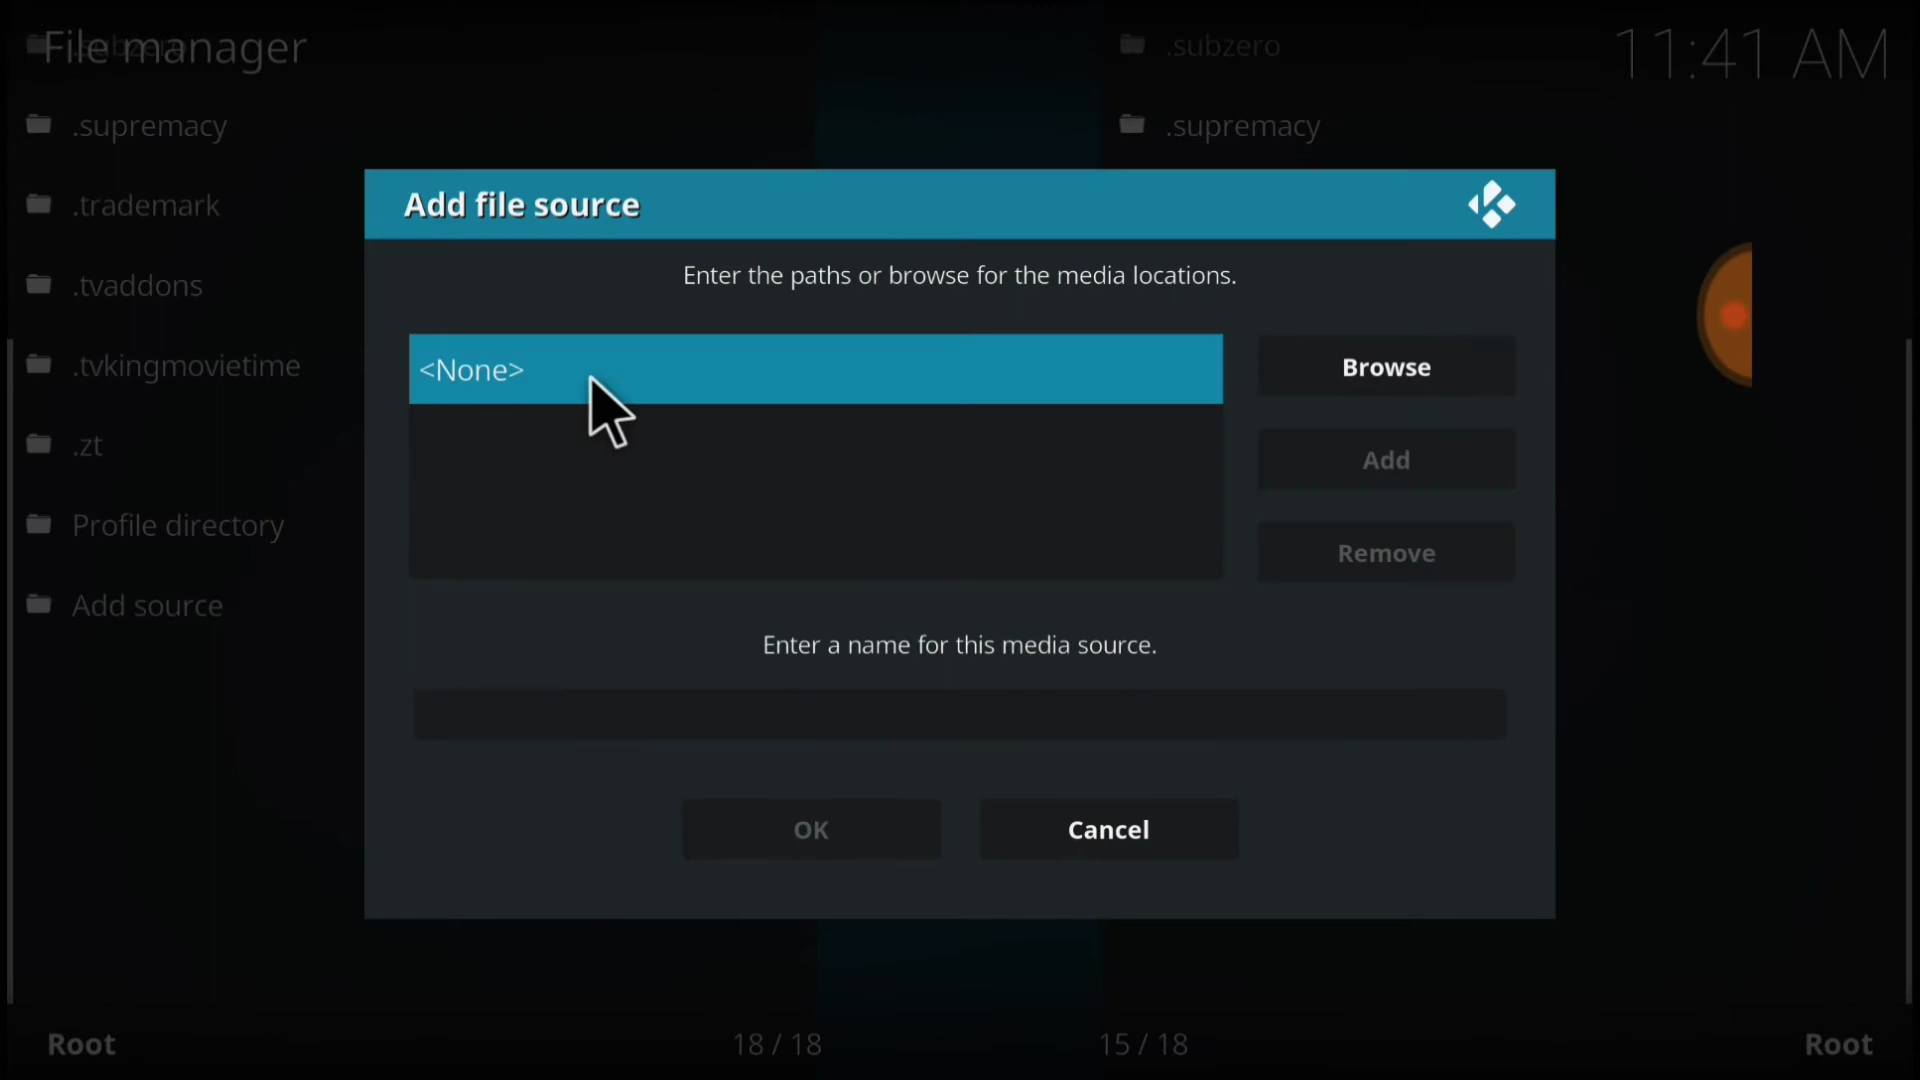 File manager
.subzero
.subzero
11:41 AM
.supremacy
.supremacy
.trademark
.tvaddons
.tvkingmovietime
.zt
Profile directory
Add source
Add file source
Enter the paths or browse for the media locations.
<None>
Browse
Add
Remove
Enter a name for this media source.
OK
Cancel
Root
18 / 18
15 / 18
Root